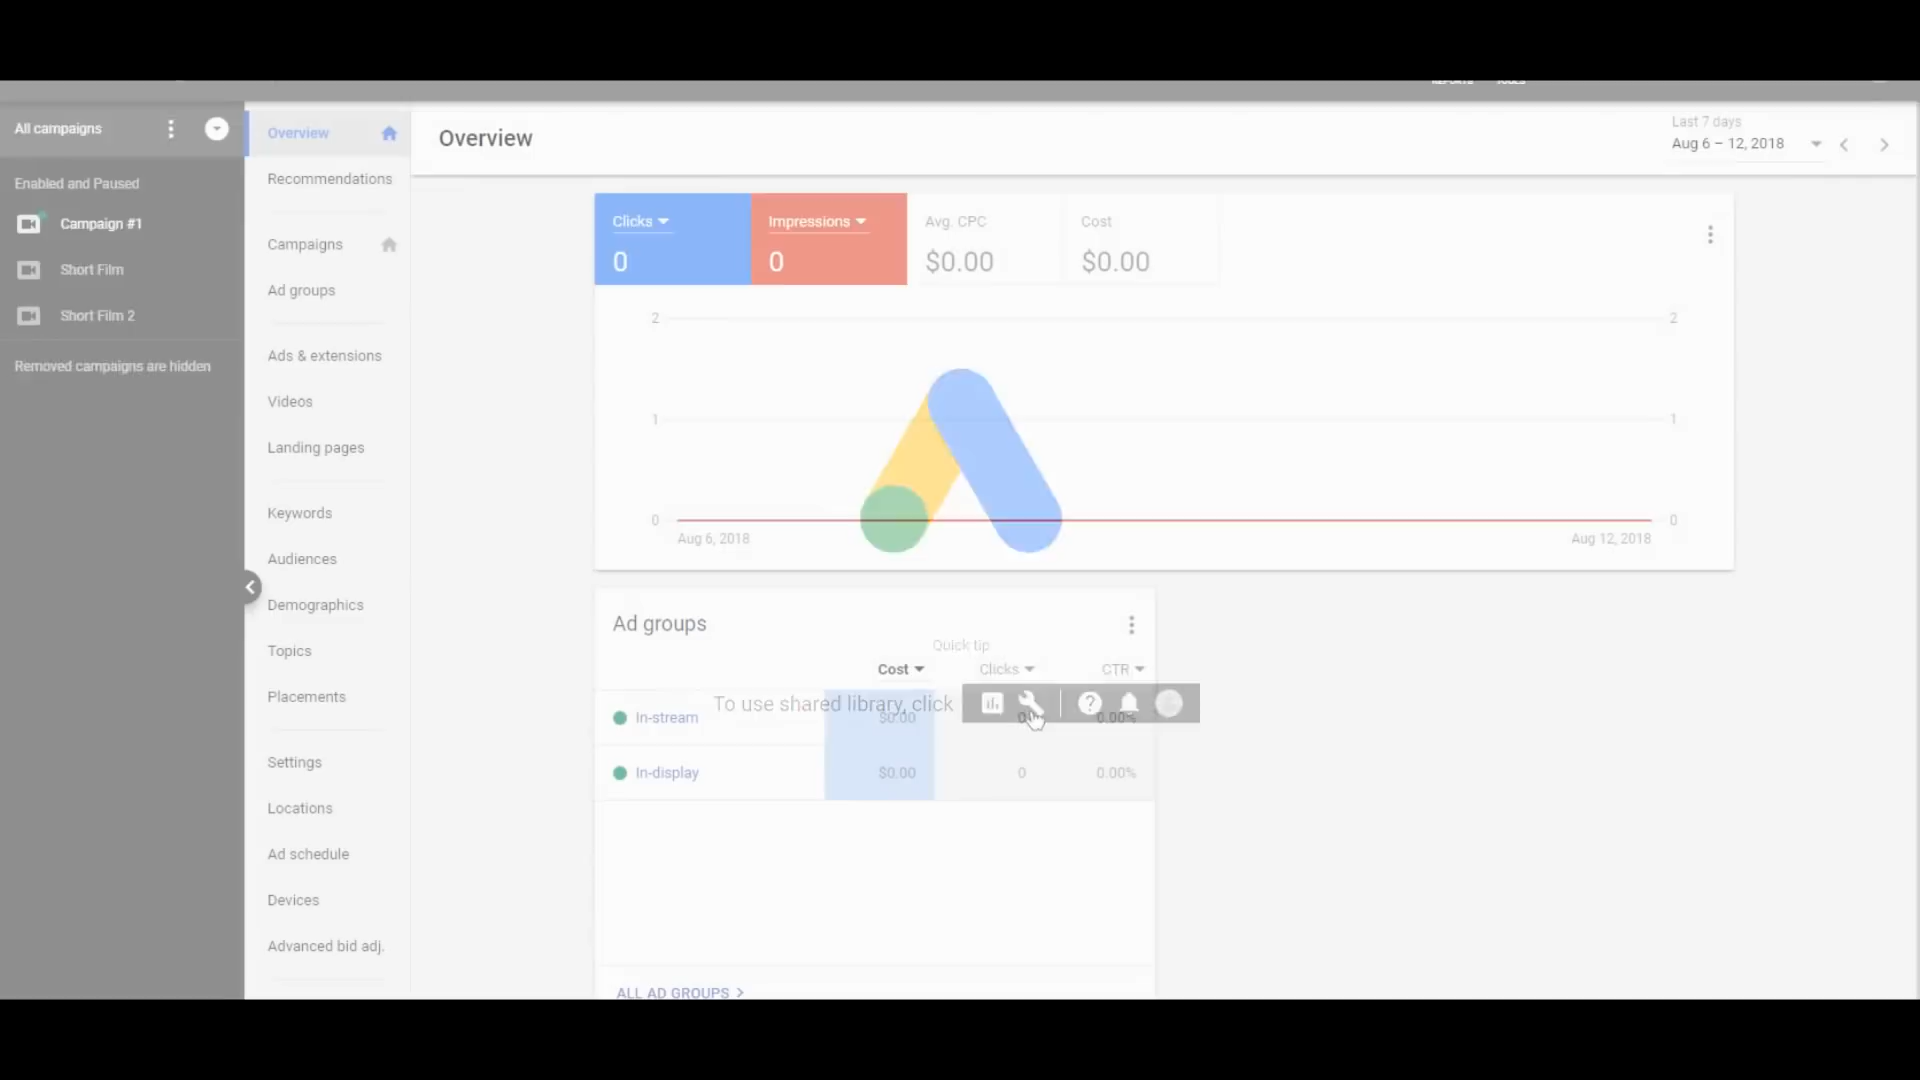 REPORTS TOOLS
All campaigns
Enabled and Paused
Campaign #1
Short Film
Short Film 2
Removed campaigns are hidden
Overview
Recommendations
Campaigns
Ad groups
Ads & extensions
Videos
Landing pages
Keywords
Audiences
Demographics
Topics
Placements
Settings
Locations
Ad schedule
Devices
Advanced bid adj.
Overview
Last 7 days
Aug 6 – 12, 2018
Clicks Impressions Avg. CPC Cost
0 0 $0.00 $0.00
2 2
1 1
0 0
Aug 6, 2018 Aug 12, 2018
Ad groups
Quick tip
Cost Clicks CTR
To use shared library, click
In-stream $0.00 0 0.00%
In-display $0.00 0 0.00%
ALL AD GROUPS